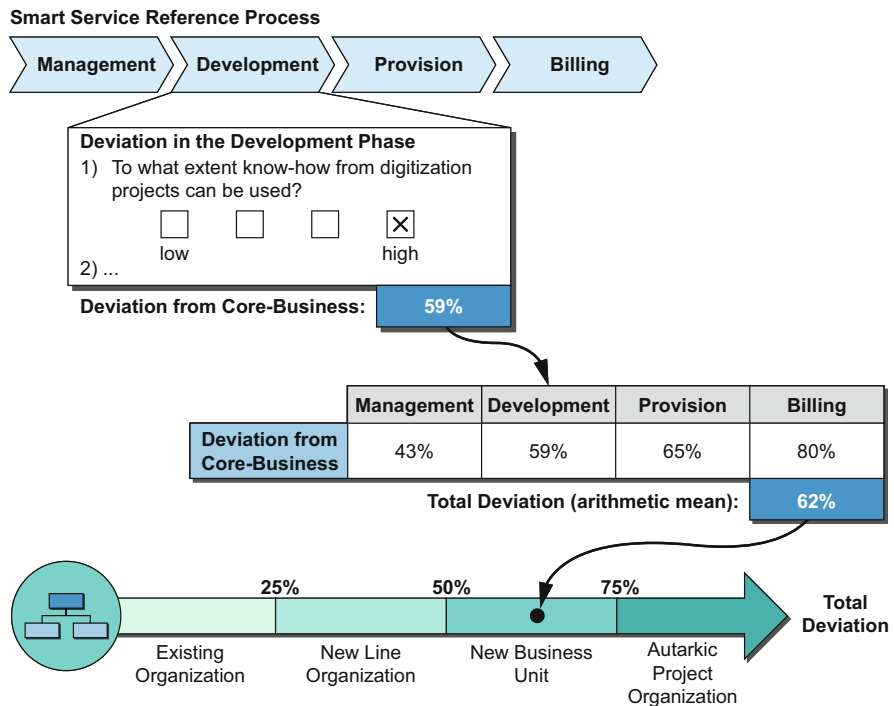 Smart Service Reference Process
Management Development Provision Billing
Deviation in the Development Phase
1) To what extent know-how from digitization
projects can be used?
low high
2) ...
Deviation from Core-Business: 59%
Management Development Provision Billing
Deviation from
Core-Business
43% 59% 65% 80%
Total Deviation (arithmetic mean): 62%
25% 50% 75%
Total
Deviation
Existing
Organization
New Line
Organization
New Business
Unit
Autarkic
Project
Organization